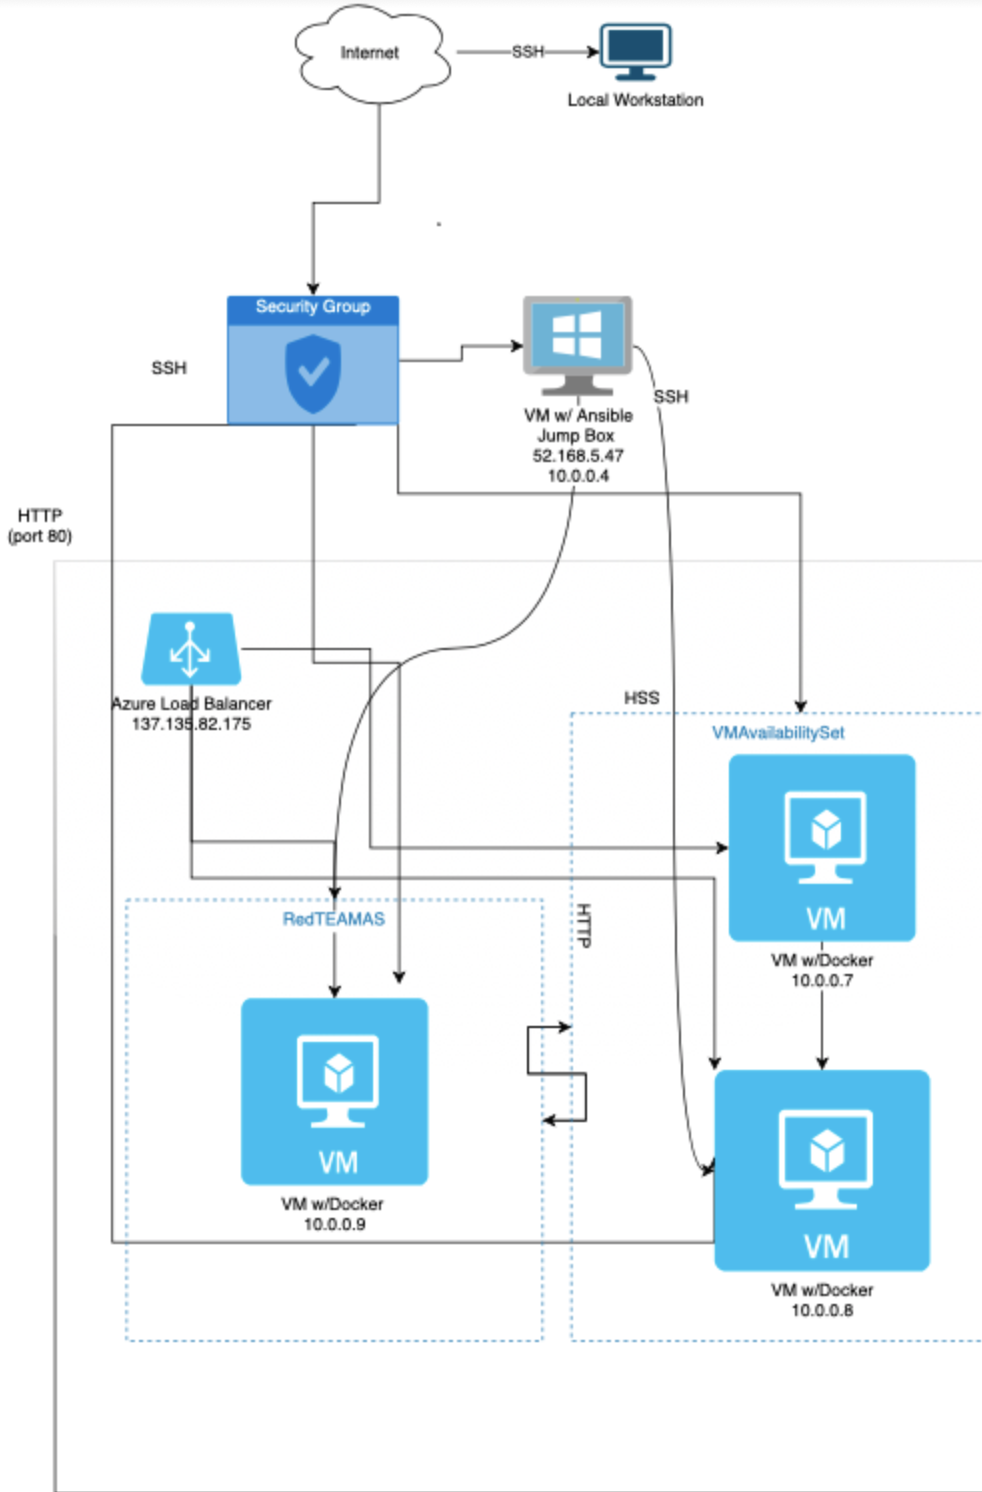 Internet
SSH
Local Workstation
Security Group
SSH
SSH
VM w/ Ansible
Jump Box
52.168.5.47
10.0.0.4
HTTP
(port 80)
Azure Load Balancer
137.135.82.175
HSS
VMAvailabilitySet
VM
VM w/Docker
10.0.0.7
HTTP
RedTEAMAS
VM
VM w/Docker
10.0.0.9
VM
VM w/Docker
10.0.0.8